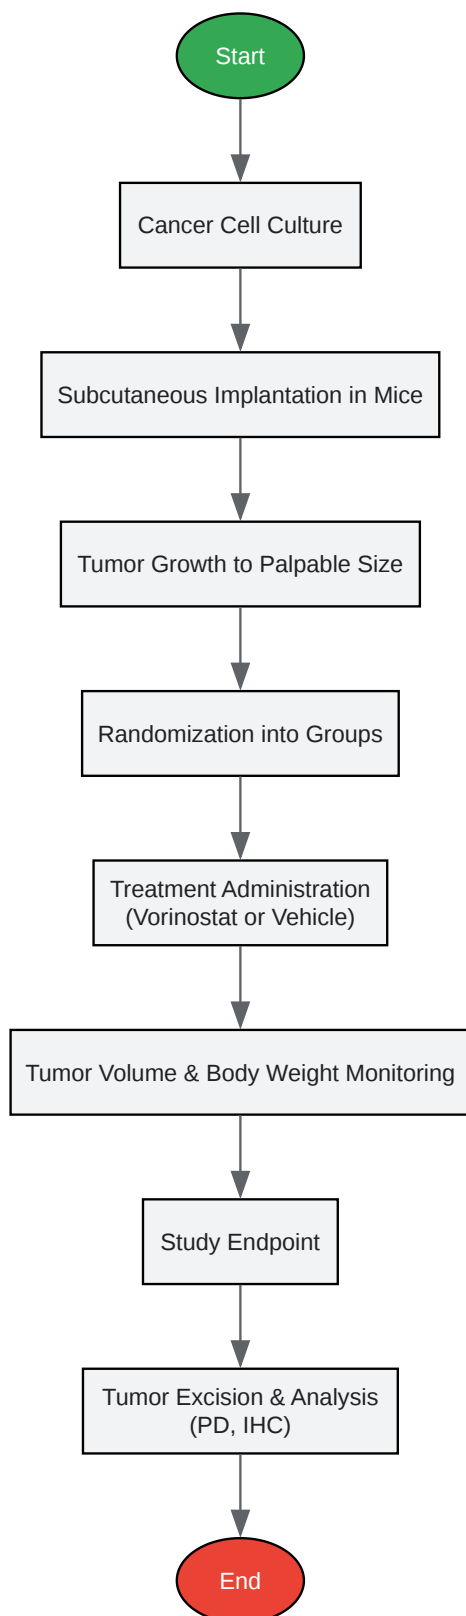 Start
Cancer Cell Culture
Subcutaneous Implantation in Mice
Tumor Growth to Palpable Size
Randomization into Groups
Treatment Administration
(Vorinostat or Vehicle)
Tumor Volume & Body Weight Monitoring
Study Endpoint
Tumor Excision & Analysis
(PD, IHC)
End